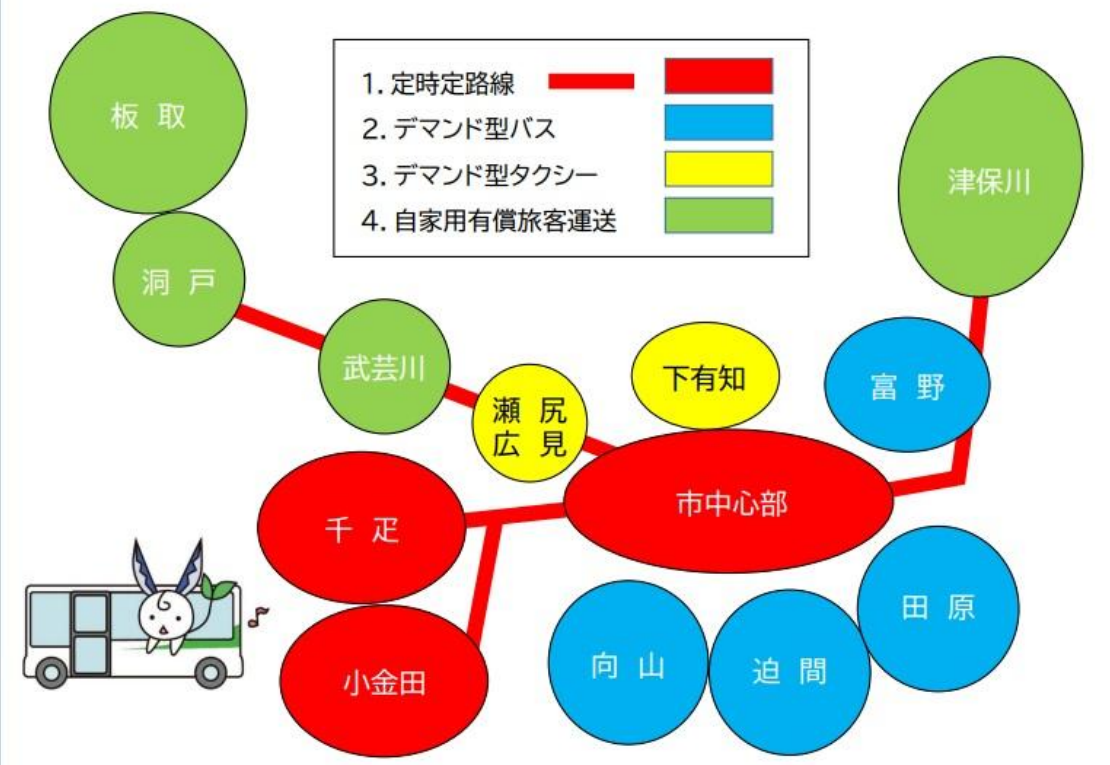 1. 定時定路線
2. デマンド型バス
3. デマンド型タクシー
4. 自家用有償旅客運送
板 取
津保川
洞 戸
武芸川
下有知
富 野
瀬 尻
広 見
市中心部
千 疋
田 原
向 山
迫 間
小金田